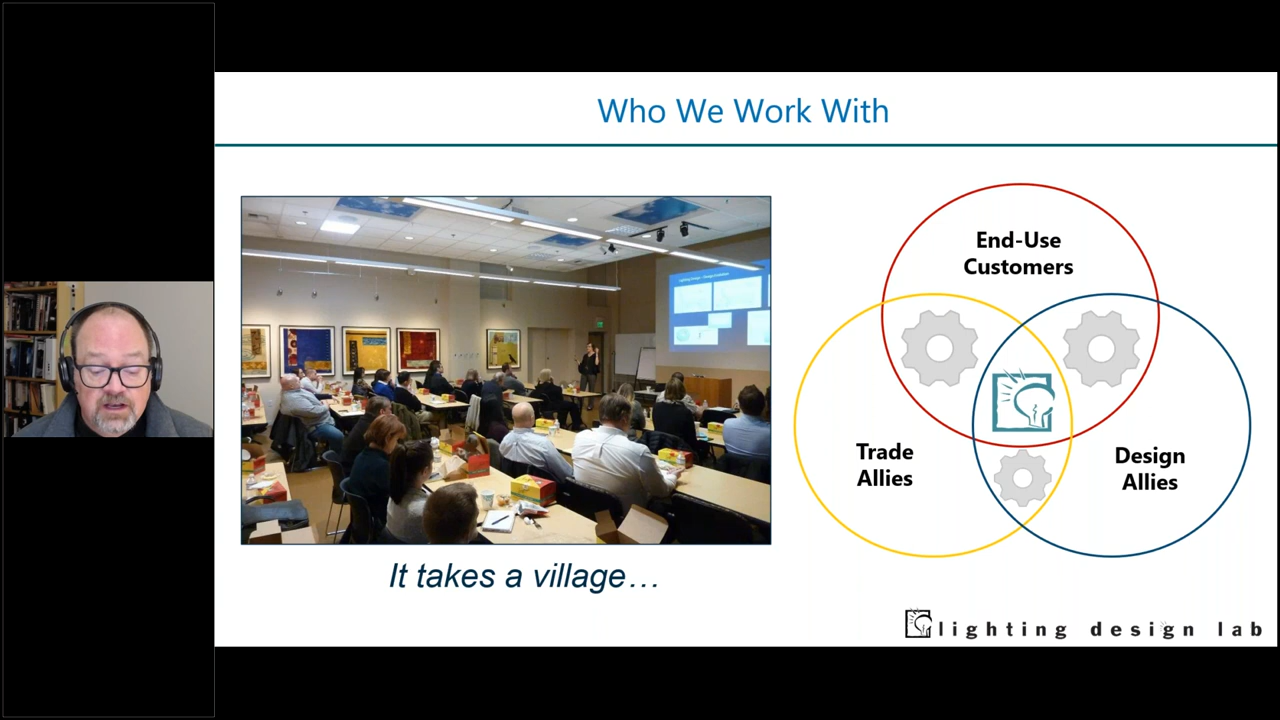 Who We Work With
End-Use
Customers
Trade
Allies
Design
Allies
It takes a village…
lighting design lab